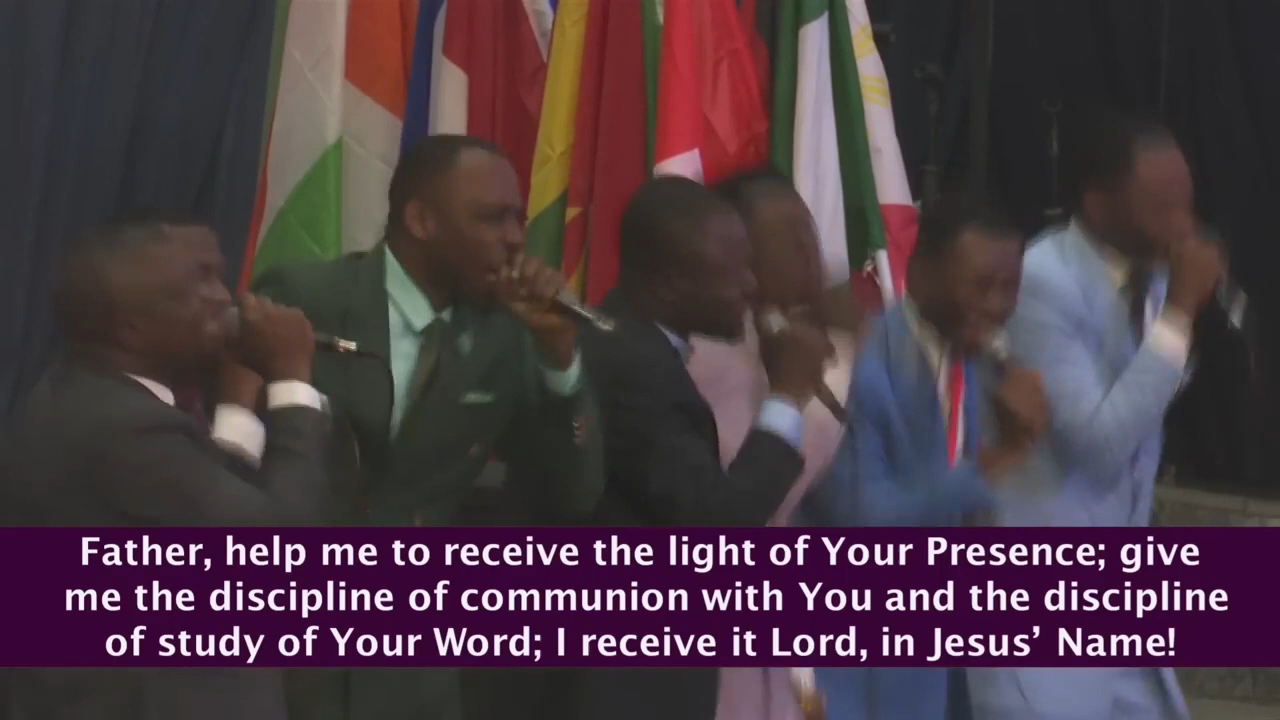 Father, help me to receive the light of Your Presence; give
me the discipline of communion with You and the discipline
of study of Your Word; I receive it Lord, in Jesus’ Name!